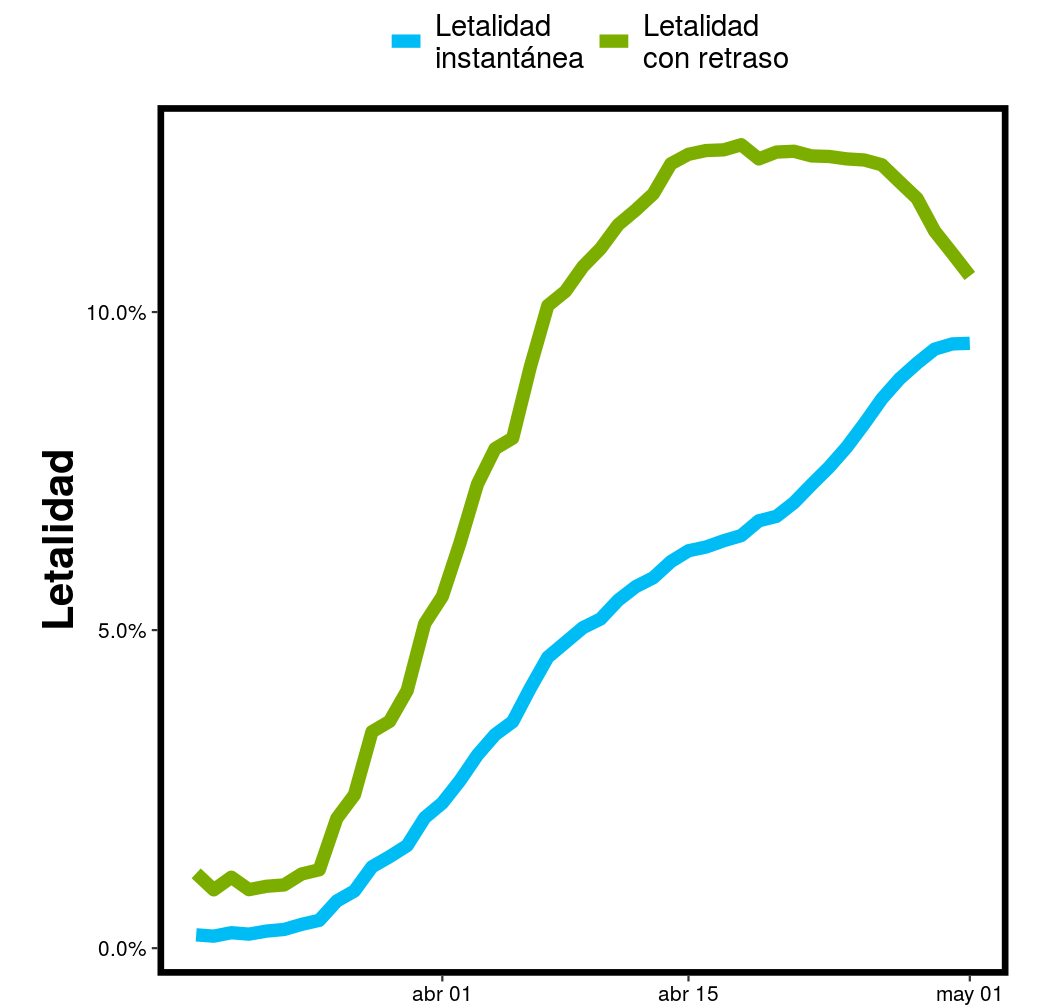 Letalidad
instantánea
Letalidad
con retraso
Letalidad
10.0%
5.0%
0.0%
abr 01
abr 15
may 01